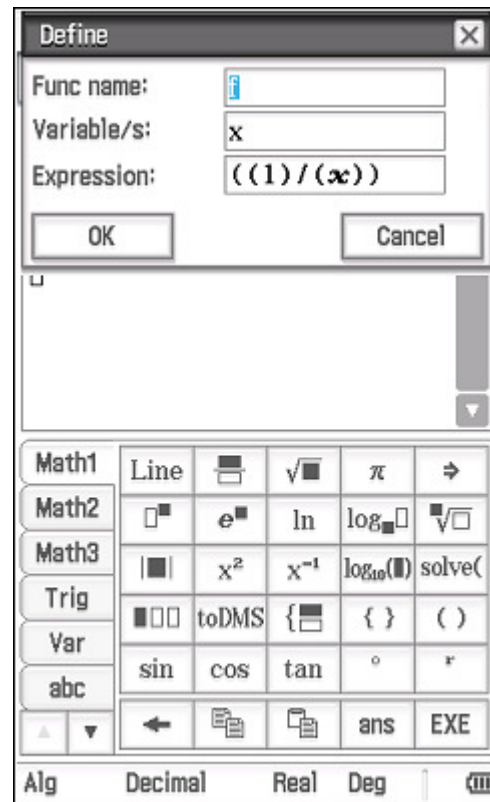 Define
Func name: f
Variable/s: x
Expression: ((1)/(x))
OK Cancel
Math1 Line √■ π ⇒
Math2 □■ e■ ln log■□ ■√□
Math3 |■| x² x⁻¹ log₁₀(■) solve(
Trig ■□□ toDMS { } ( )
Var sin cos tan ° r
abc ans EXE
Alg Decimal Real Deg